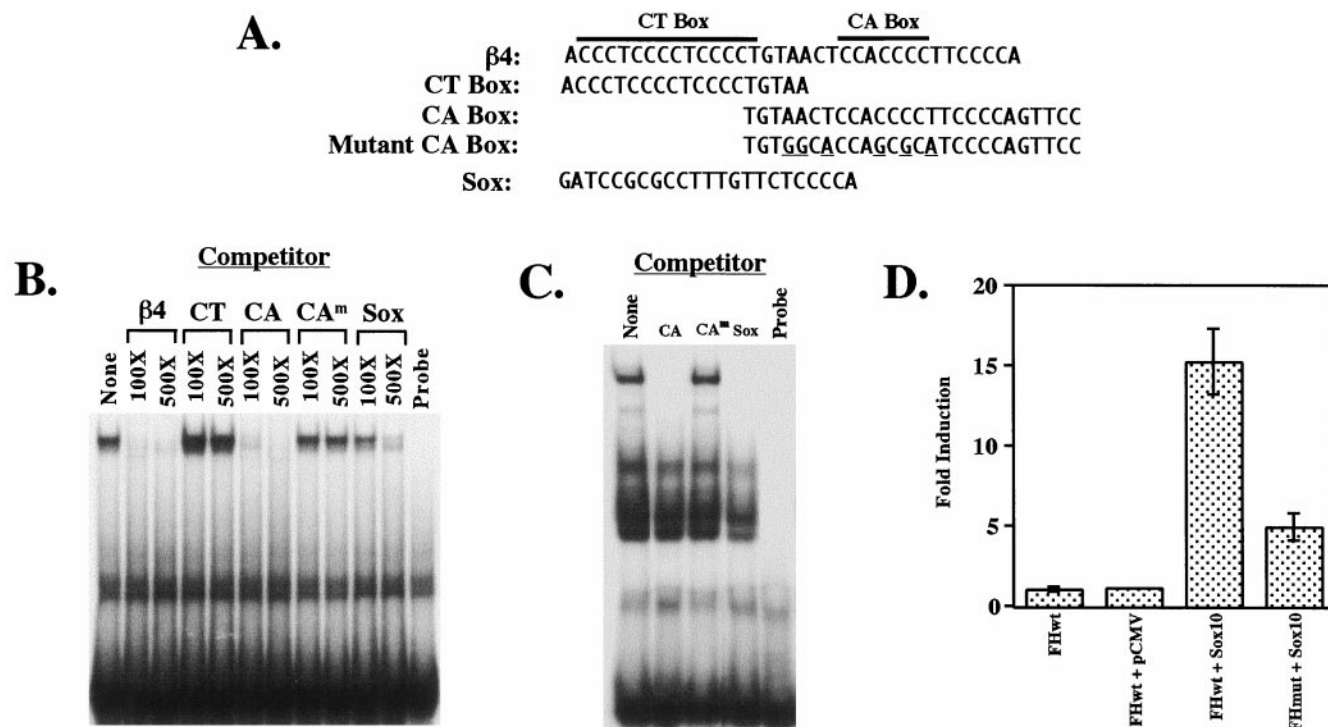 A.
CT Box CA Box
β4: ACCCTCCCCTCCCCTGTAACTCCACCCCTTCCCCA
CT Box: ACCCTCCCCTCCCCTGTAA
CA Box: TGTAACTCCACCCCTTCCCCAGTTCC
Mutant CA Box: TGTGGCACCAGCGCATCCCCAGTTCC
Sox: GATCCGCGCCTTTGTTCTCCCCA
B.
Competitor
β4 CT CA CAᵐ Sox
None 100X 500X 100X 500X 100X 500X 100X 500X 100X 500X Probe
C.
Competitor
None CA CAᵐ Sox Probe
D.
Fold Induction
20
15
10
5
0
FHwt FHwt + pCMV FHwt + Sox10 FHmut + Sox10